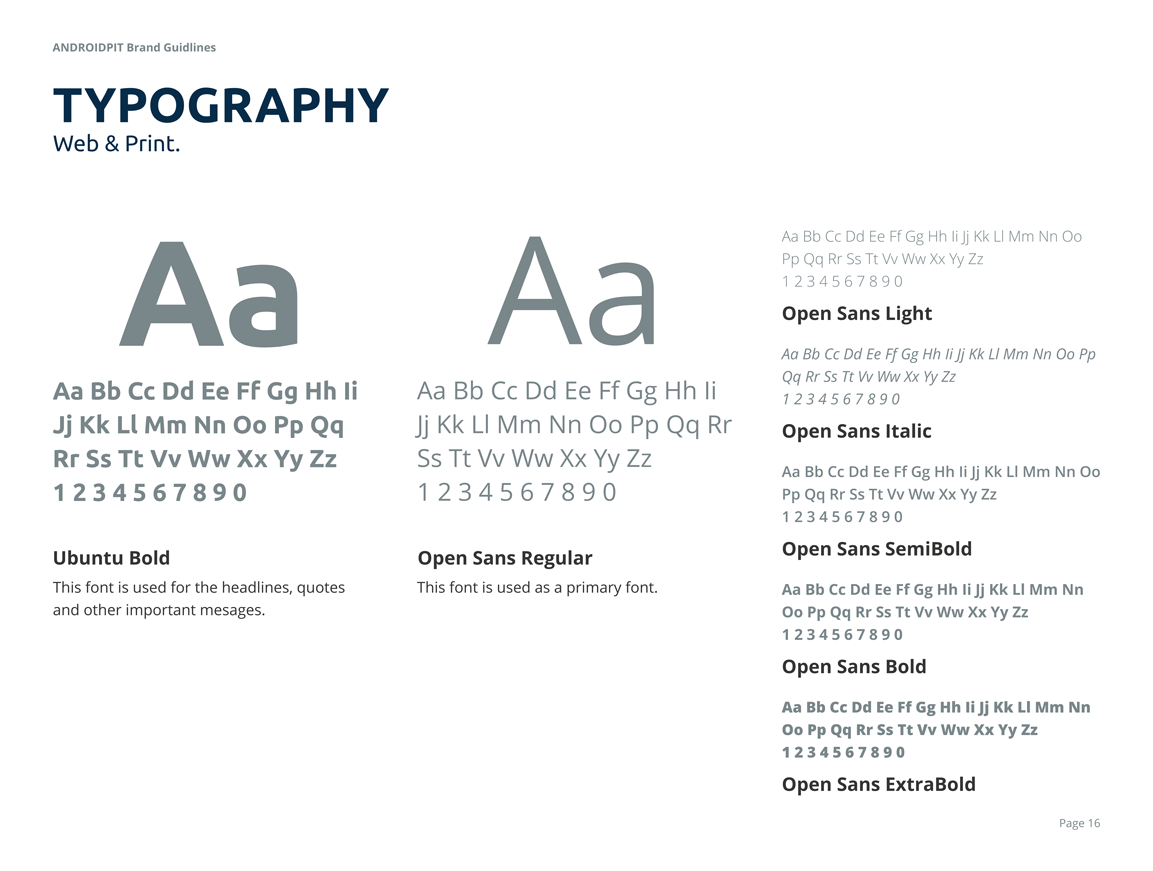 ANDROIDPIT Brand Guidlines
TYPOGRAPHY
Web & Print.
Aa
Aa Bb Cc Dd Ee Ff Gg Hh Ii
Jj Kk Ll Mm Nn Oo Pp Qq
Rr Ss Tt Vv Ww Xx Yy Zz
1 2 3 4 5 6 7 8 9 0
Ubuntu Bold
This font is used for the headlines, quotes
and other important mesages.
Aa
Aa Bb Cc Dd Ee Ff Gg Hh Ii
Jj Kk Ll Mm Nn Oo Pp Qq Rr
Ss Tt Vv Ww Xx Yy Zz
1 2 3 4 5 6 7 8 9 0
Open Sans Regular
This font is used as a primary font.
Aa Bb Cc Dd Ee Ff Gg Hh Ii Jj Kk Ll Mm Nn Oo
Pp Qq Rr Ss Tt Vv Ww Xx Yy Zz
1 2 3 4 5 6 7 8 9 0
Open Sans Light
Aa Bb Cc Dd Ee Ff Gg Hh Ii Jj Kk Ll Mm Nn Oo Pp
Qq Rr Ss Tt Vv Ww Xx Yy Zz
1 2 3 4 5 6 7 8 9 0
Open Sans Italic
Aa Bb Cc Dd Ee Ff Gg Hh Ii Jj Kk Ll Mm Nn Oo
Pp Qq Rr Ss Tt Vv Ww Xx Yy Zz
1 2 3 4 5 6 7 8 9 0
Open Sans SemiBold
Aa Bb Cc Dd Ee Ff Gg Hh Ii Jj Kk Ll Mm Nn
Oo Pp Qq Rr Ss Tt Vv Ww Xx Yy Zz
1 2 3 4 5 6 7 8 9 0
Open Sans Bold
Aa Bb Cc Dd Ee Ff Gg Hh Ii Jj Kk Ll Mm Nn
Oo Pp Qq Rr Ss Tt Vv Ww Xx Yy Zz
1 2 3 4 5 6 7 8 9 0
Open Sans ExtraBold
Page 16